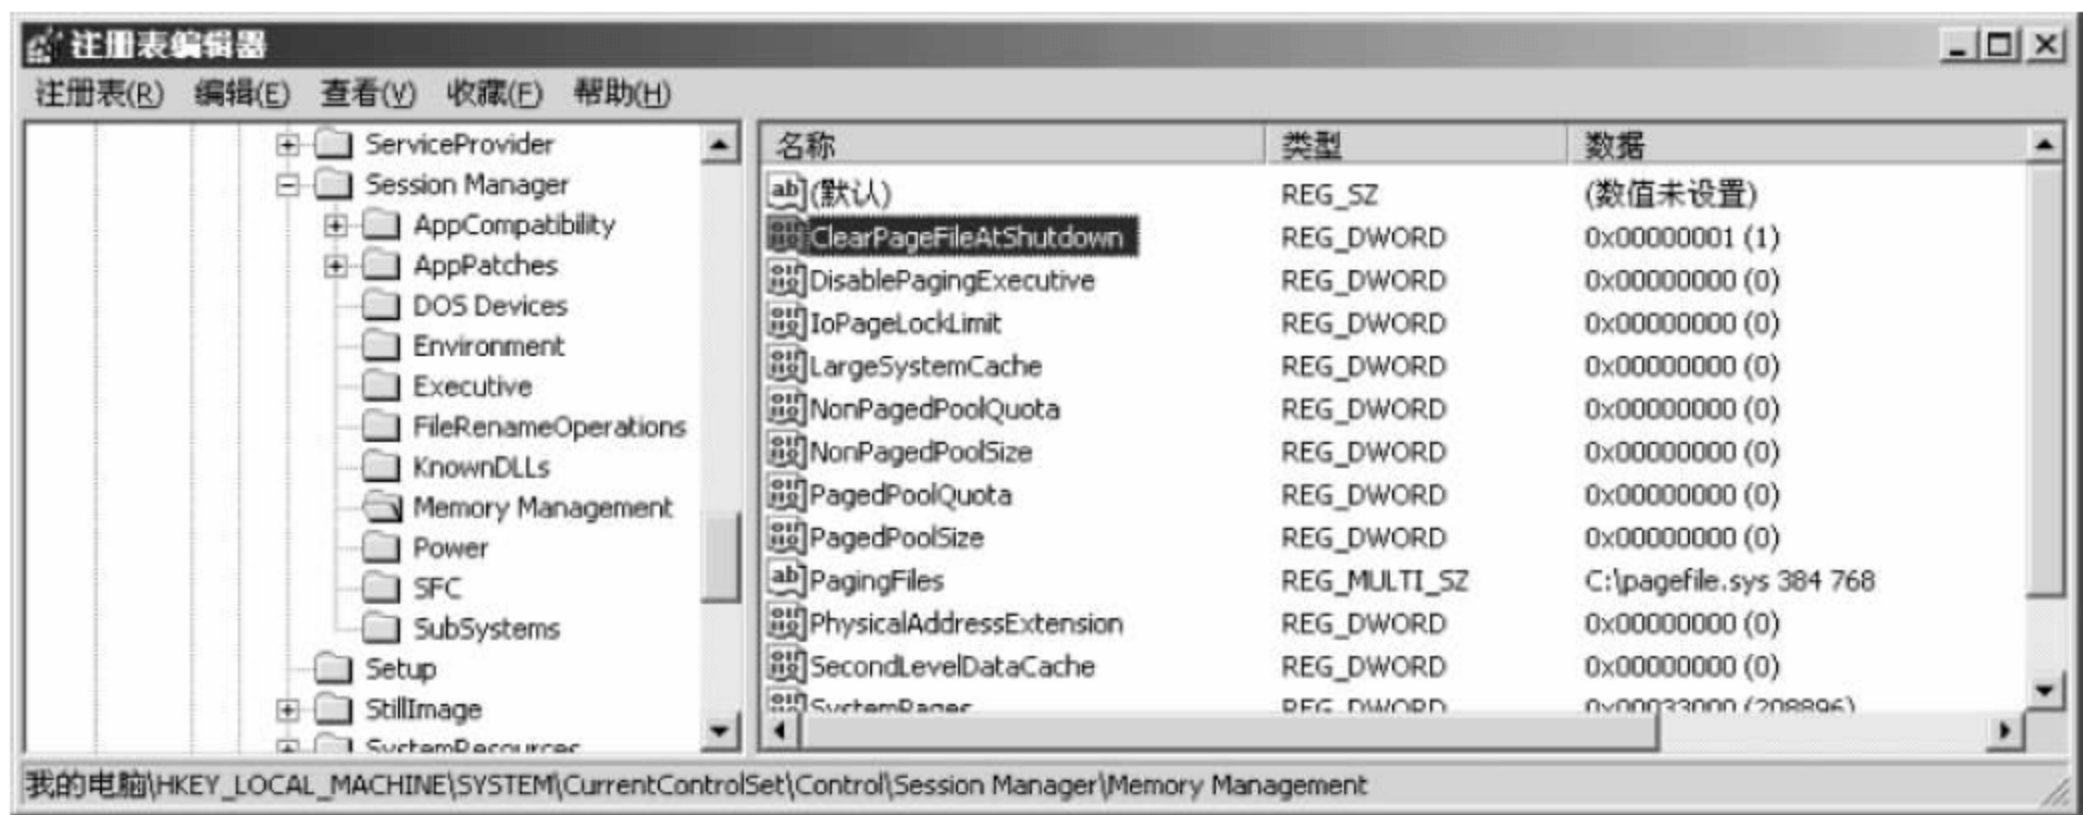 注册表编辑器
注册表(R) 编辑(E) 查看(V) 收藏(F) 帮助(H)
ServiceProvider
Session Manager
AppCompatibility
AppPatches
DOS Devices
Environment
Executive
FileRenameOperations
KnownDLLs
Memory Management
Power
SFC
SubSystems
Setup
StillImage
SystemResources
名称 类型 数据
(默认) REG_SZ (数值未设置)
ClearPageFileAtShutdown REG_DWORD 0x00000001 (1)
DisablePagingExecutive REG_DWORD 0x00000000 (0)
IoPageLockLimit REG_DWORD 0x00000000 (0)
LargeSystemCache REG_DWORD 0x00000000 (0)
NonPagedPoolQuota REG_DWORD 0x00000000 (0)
NonPagedPoolSize REG_DWORD 0x00000000 (0)
PagedPoolQuota REG_DWORD 0x00000000 (0)
PagedPoolSize REG_DWORD 0x00000000 (0)
PagingFiles REG_MULTI_SZ C:\pagefile.sys 384 768
PhysicalAddressExtension REG_DWORD 0x00000000 (0)
SecondLevelDataCache REG_DWORD 0x00000000 (0)
SystemPages REG_DWORD 0x00033000 (208896)
我的电脑\HKEY_LOCAL_MACHINE\SYSTEM\CurrentControlSet\Control\Session Manager\Memory Management